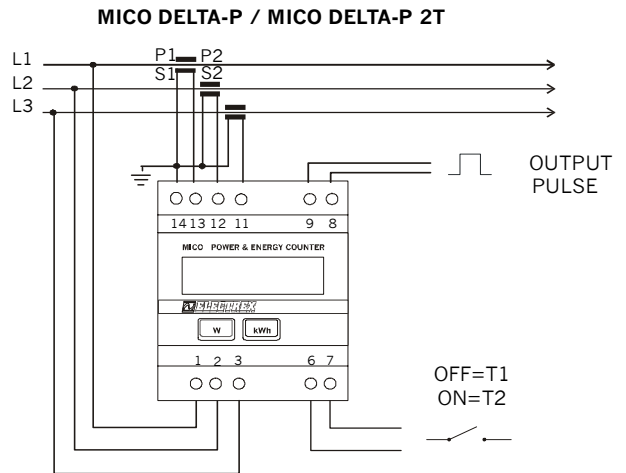 MICO DELTA-P / MICO DELTA-P 2T
L1
P1 P2
S1 S2
L2
L3
OUTPUT
PULSE
14 13 12 11 9 8
MICO POWER & ENERGY COUNTER
ELECTREX
W kWh
1 2 3 6 7
OFF=T1
ON=T2